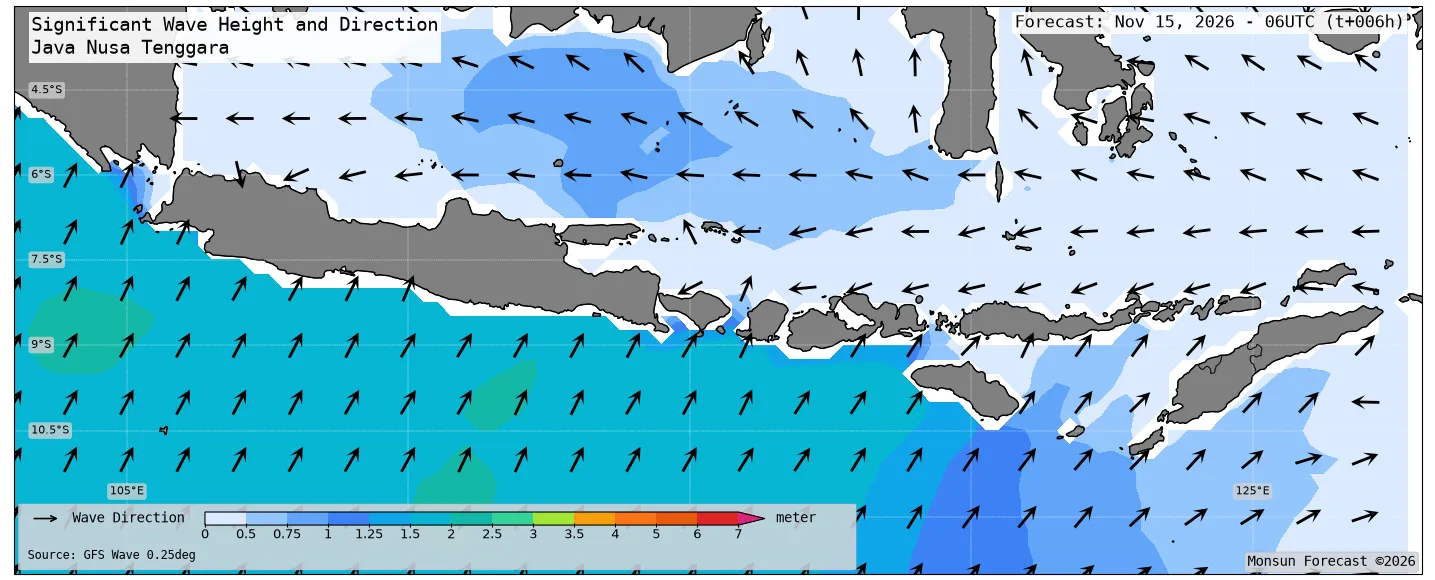 Significant Wave Height and Direction
Java Nusa Tenggara
Forecast: Nov 15, 2026 - 06UTC (t+006h)
4.5°S
6°S
7.5°S
9°S
10.5°S
105°E
125°E
Wave Direction
meter
0 0.5 0.75 1 1.25 1.5 2 2.5 3 3.5 4 5 6 7
Source: GFS Wave 0.25deg
Monsun Forecast ©2026